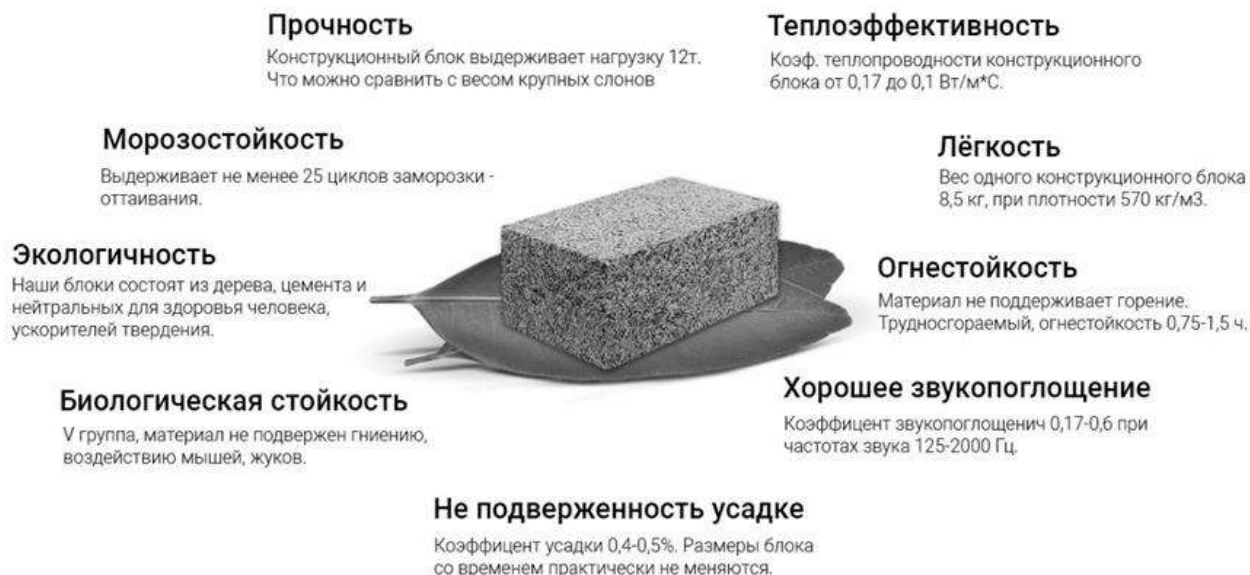 Прочность
Конструкционный блок выдерживает нагрузку 12т.
Что можно сравнить с весом крупных слонов
Теплоэффективность
Коэф. теплопроводности конструкционного
блока от 0,17 до 0,1 Вт/м*С.
Морозостойкость
Выдерживает не менее 25 циклов заморозки -
оттаивания.
Лёгкость
Вес одного конструкционного блока
8,5 кг, при плотности 570 кг/м3.
Экологичность
Наши блоки состоят из дерева, цемента и
нейтральных для здоровья человека,
ускорителей твердения.
Огнестойкость
Материал не поддерживает горение.
Трудносгораемый, огнестойкость 0,75-1,5 ч.
Биологическая стойкость
V группа, материал не подвержен гниению,
воздействию мышей, жуков.
Хорошее звукопоглощение
Коэффицент звукопоглощенич 0,17-0,6 при
частотах звука 125-2000 Гц.
Не подверженность усадке
Коэффицент усадки 0,4-0,5%. Размеры блока
со временем практически не меняются.